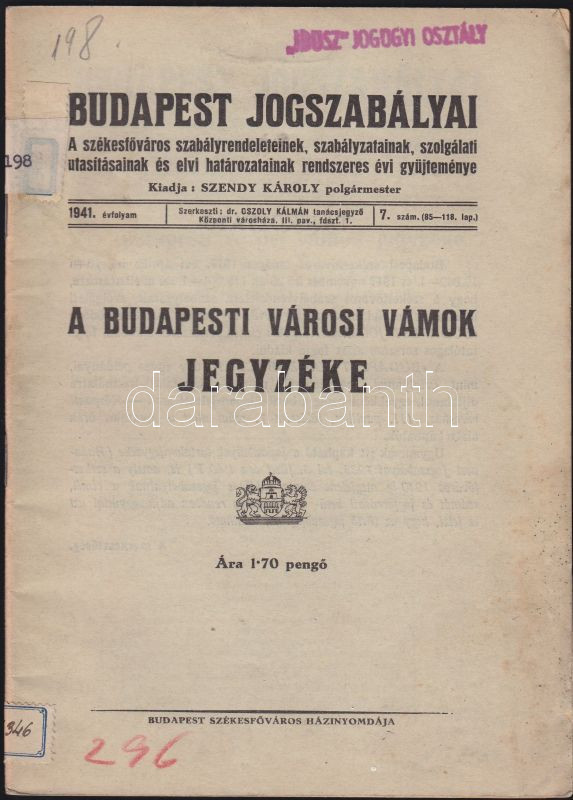 198.
„IBUSZ" JOGÜGYI OSZTÁLY
BUDAPEST JOGSZABÁLYAI
A székesfőváros szabályrendeleteinek, szabályzatainak, szolgálati
utasításainak és elvi határozatainak rendszeres évi gyüjteménye
198
Kiadja : SZENDY KÁROLY polgármester
1941. évfolyam
Szerkeszti : dr. OSZOLY KÁLMÁN tanácsjegyző
Központi városháza, III. pav., fdszt. 1.
7. szám. (85—118. lap.)
A BUDAPESTI VÁROSI VÁMOK
JEGYZÉKE
darabanth
Ára 1·70 pengő
BUDAPEST SZÉKESFŐVÁROS HÁZINYOMDÁJA
346
296